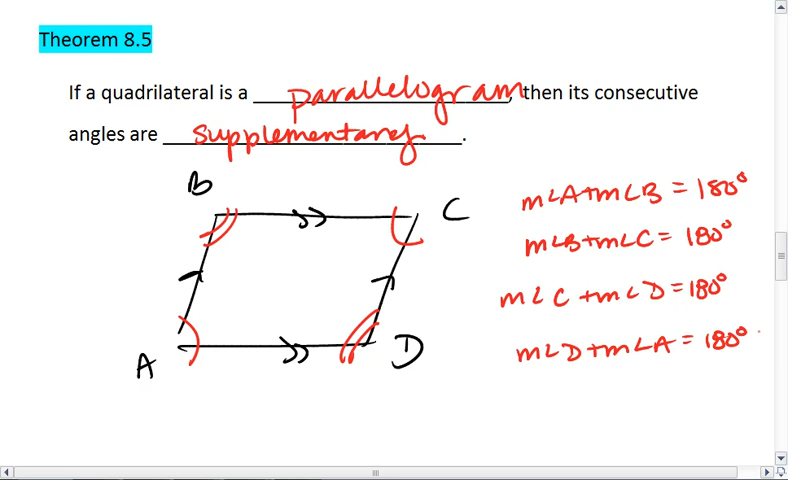 Theorem 8.5
If a quadrilateral is a parallelogram, then its consecutive
angles are supplementary.
B
C
A
D
m∠A+m∠B = 180°
m∠B+m∠C = 180°
m∠C +m∠D = 180°
m∠D +m∠A = 180°